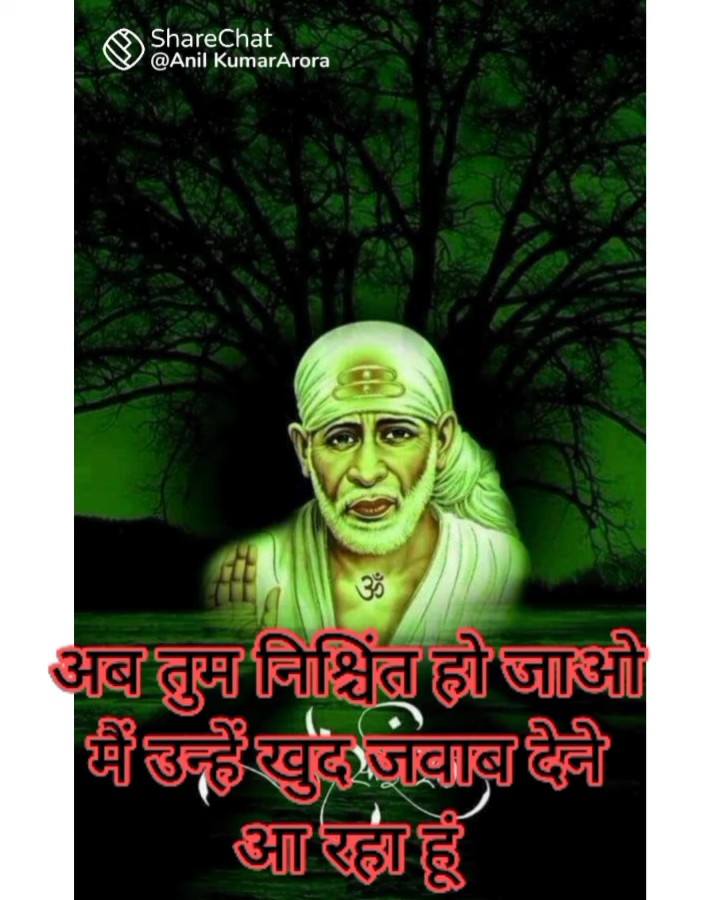 ShareChat
@Anil KumarArora
ॐ
अब तुम निश्चिंत हो जाओ
मैं उन्हें खुद जवाब देने
आ रहा हूं